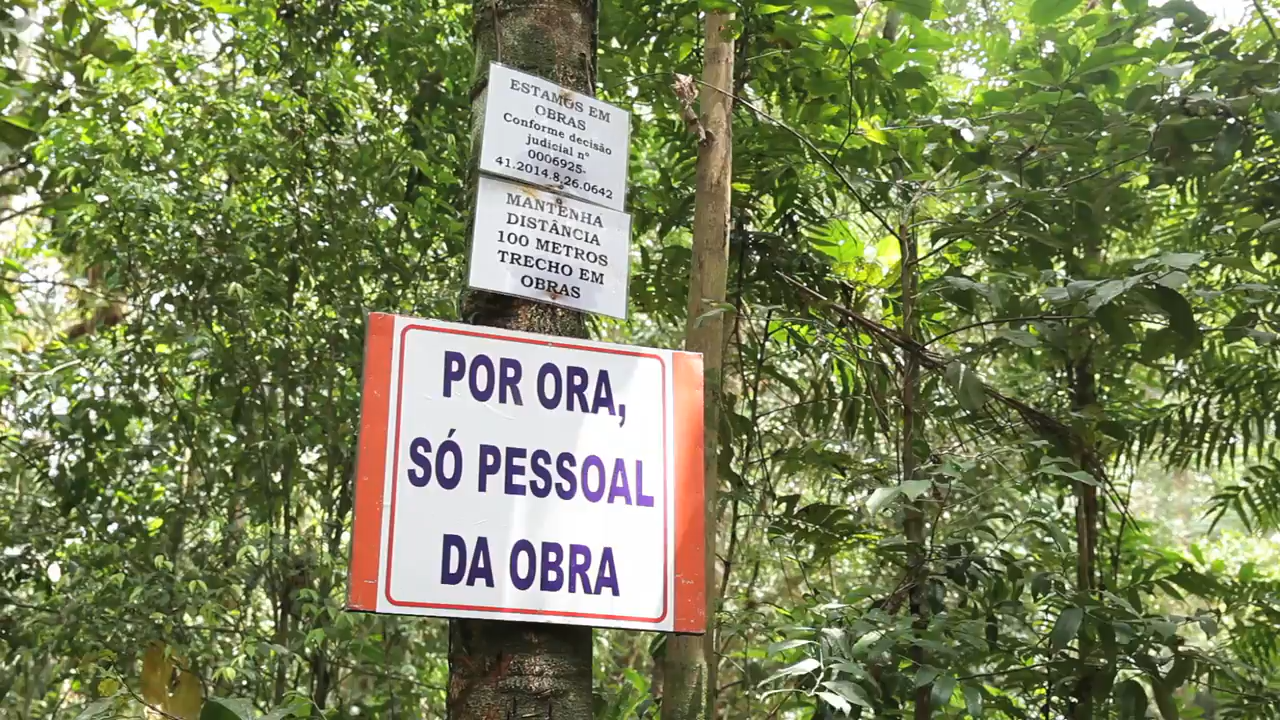 ESTAMOS EM
OBRAS
Conforme decisão
judicial nº
0006925-
41.2014.8.26.0642
MANTENHA
DISTÂNCIA
100 METROS
TRECHO EM
OBRAS
POR ORA,
SÓ PESSOAL
DA OBRA